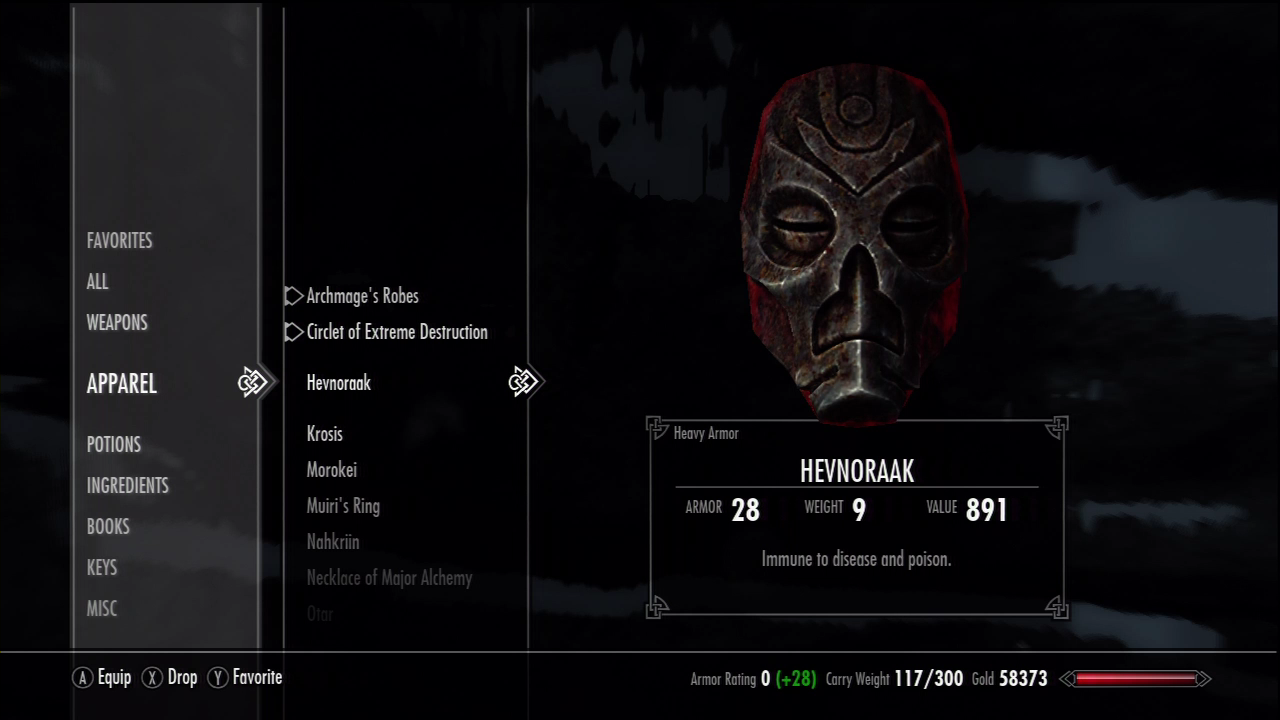 FAVORITES
ALL
WEAPONS
APPAREL
POTIONS
INGREDIENTS
BOOKS
KEYS
MISC
Archmage's Robes
Circlet of Extreme Destruction
Hevnoraak
Krosis
Morokei
Muiri's Ring
Nahkriin
Necklace of Major Alchemy
Otar
Heavy Armor
HEVNORAAK
ARMOR 28 WEIGHT 9 VALUE 891
Immune to disease and poison.
A Equip X Drop Y Favorite
Armor Rating 0 (+28) Carry Weight 117/300 Gold 58373